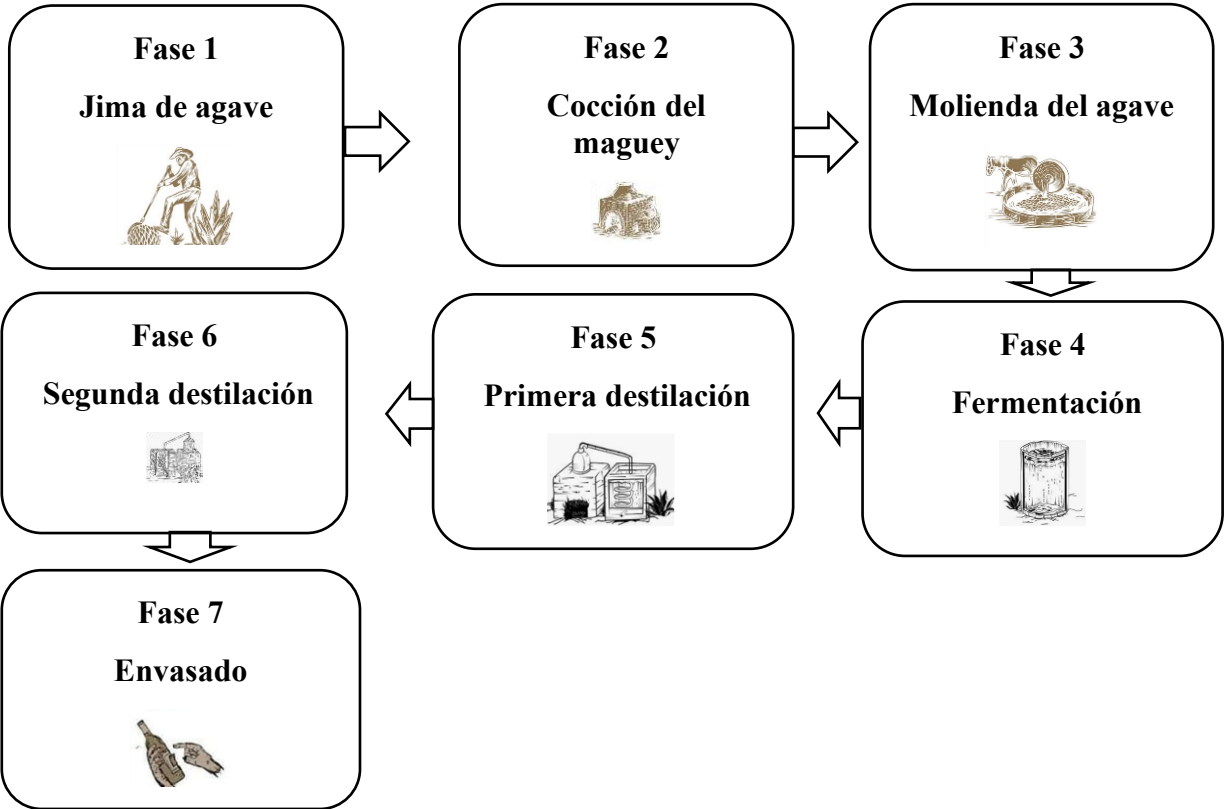 Fase 1
Jima de agave
Fase 2
Cocción del
maguey
Fase 3
Molienda del agave
Fase 4
Fermentación
Fase 5
Primera destilación
Fase 6
Segunda destilación
Fase 7
Envasado